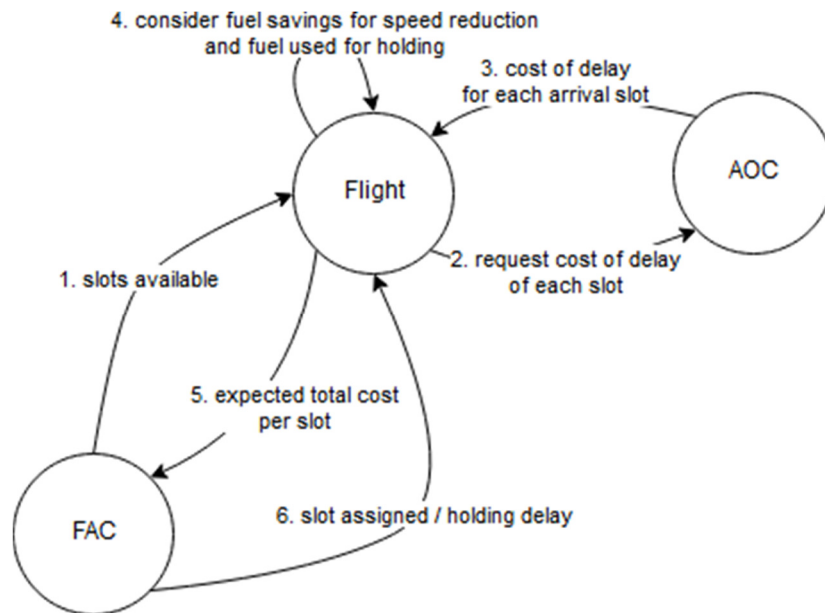 4. consider fuel savings for speed reduction
and fuel used for holding
3. cost of delay
for each arrival slot
AOC
Flight
2. request cost of delay
of each slot
1. slots available
5. expected total cost
per slot
6. slot assigned / holding delay
FAC